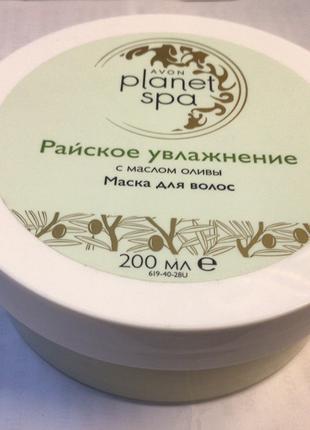 AVON
planet
spa
Райское увлажнение
с маслом оливы
Маска для волос
200 мл ℮
619-40-28U